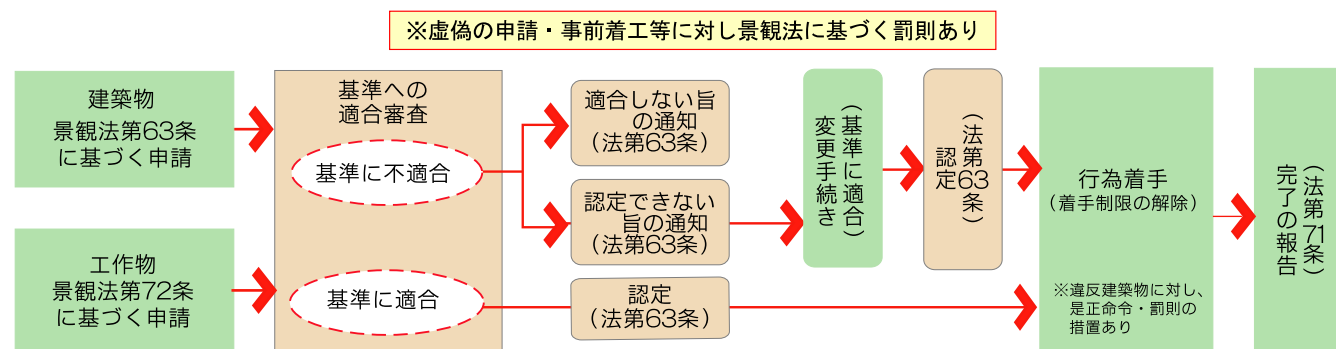 ※虚偽の申請・事前着工等に対し景観法に基づく罰則あり
建築物
景観法第63条
に基づく申請
工作物
景観法第72条
に基づく申請
基準への
適合審査
基準に不適合
基準に適合
適合しない旨
の通知
（法第63条）
認定できない
旨の通知
（法第63条）
認定
（法第63条）
変更手続き
（基準に適合）
認定
（法第63条）
行為着手
（着手制限の解除）
※違反建築物に対し、
是正命令・罰則の
措置あり
完了の報告
（法第71条）